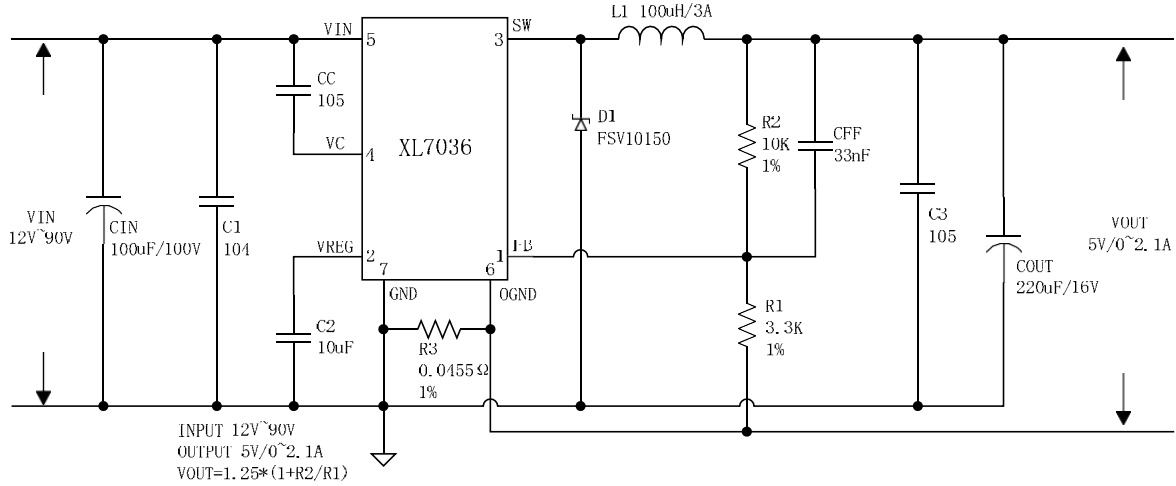 L1 100uH/3A
VIN
5
3
SW
CC
105
VC
4
XL7036
D1
FSV10150
R2
10K
1%
CFF
33nF
VIN
12V~90V
CIN
100uF/100V
C1
104
VREG
2
7
GND
1
FB
6
OGND
C3
105
VOUT
5V/0~2.1A
COUT
220uF/16V
C2
10uF
R3
0.0455Ω
1%
R1
3.3K
1%
INPUT 12V~90V
OUTPUT 5V/0~2.1A
VOUT=1.25*(1+R2/R1)